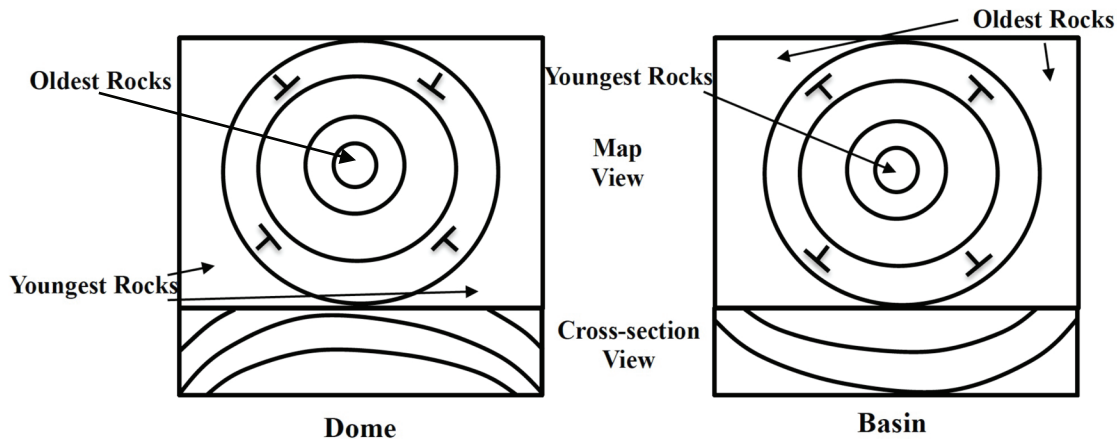 Oldest Rocks
Oldest Rocks
Youngest Rocks
Map
View
Youngest Rocks
Cross-section
View
Dome
Basin